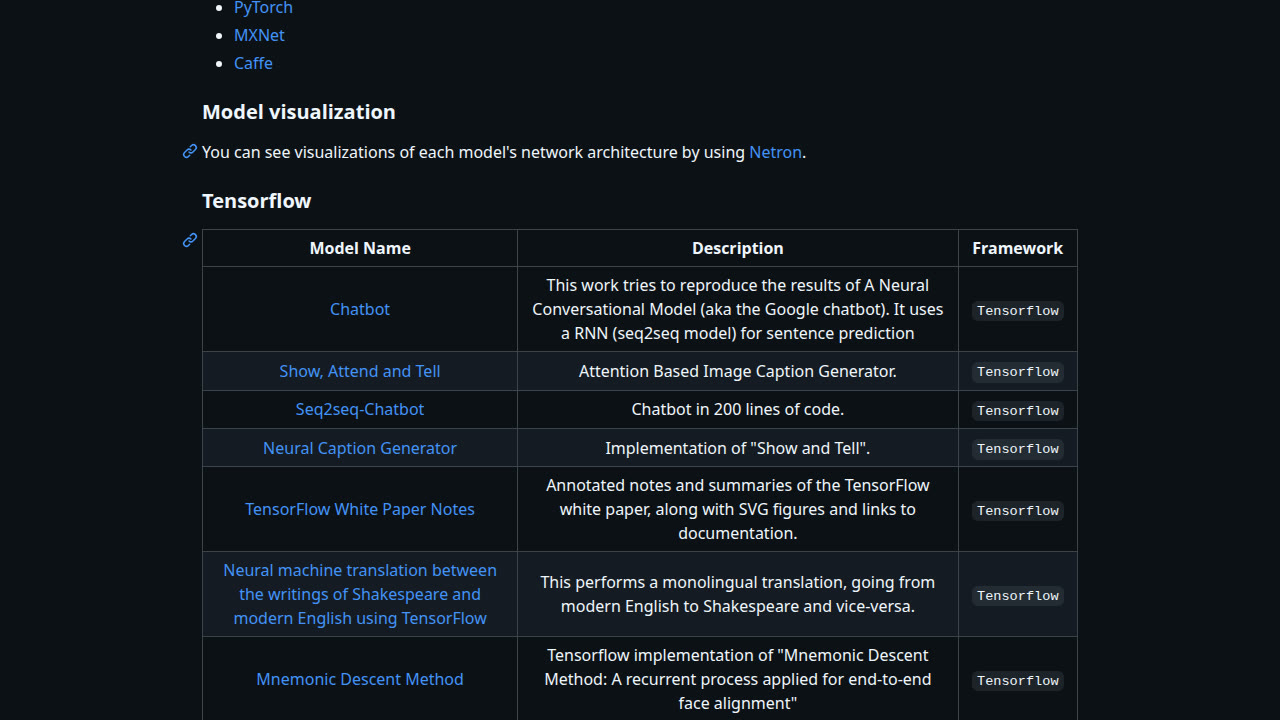 PyTorch
MXNet
Caffe
Model visualization
You can see visualizations of each model's network architecture by using Netron.
Tensorflow
Model Name Description Framework
Chatbot
This work tries to reproduce the results of A Neural
Conversational Model (aka the Google chatbot). It uses
a RNN (seq2seq model) for sentence prediction
Tensorflow
Show, Attend and Tell
Attention Based Image Caption Generator.
Tensorflow
Seq2seq-Chatbot
Chatbot in 200 lines of code.
Tensorflow
Neural Caption Generator
Implementation of "Show and Tell".
Tensorflow
TensorFlow White Paper Notes
Annotated notes and summaries of the TensorFlow
white paper, along with SVG figures and links to
documentation.
Tensorflow
Neural machine translation between
the writings of Shakespeare and
modern English using TensorFlow
This performs a monolingual translation, going from
modern English to Shakespeare and vice-versa.
Tensorflow
Mnemonic Descent Method
Tensorflow implementation of "Mnemonic Descent
Method: A recurrent process applied for end-to-end
face alignment"
Tensorflow